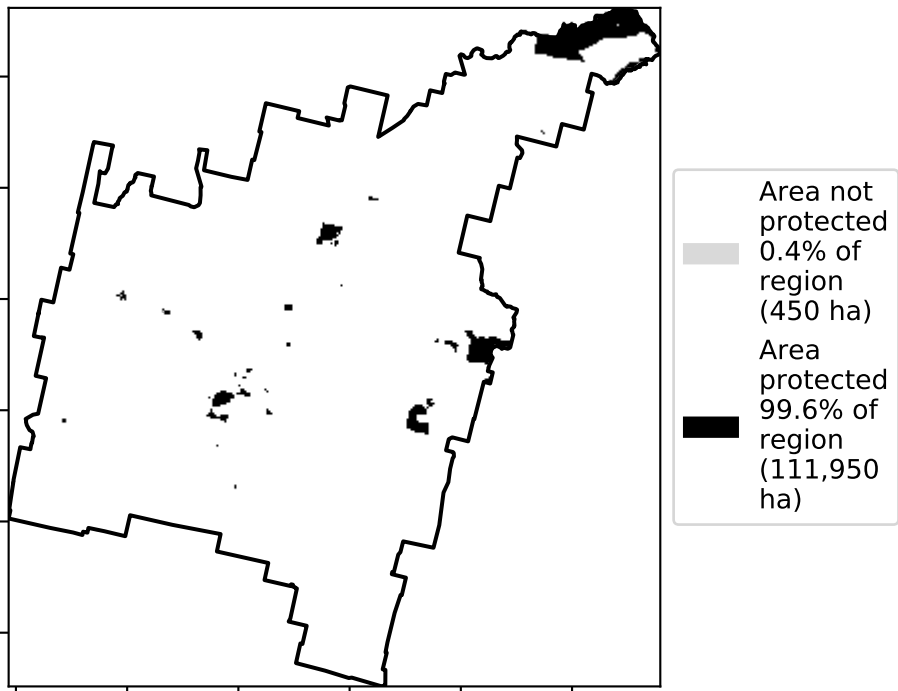 Area not
protected
0.4% of
region
(450 ha)
Area
protected
99.6% of
region
(111,950
ha)